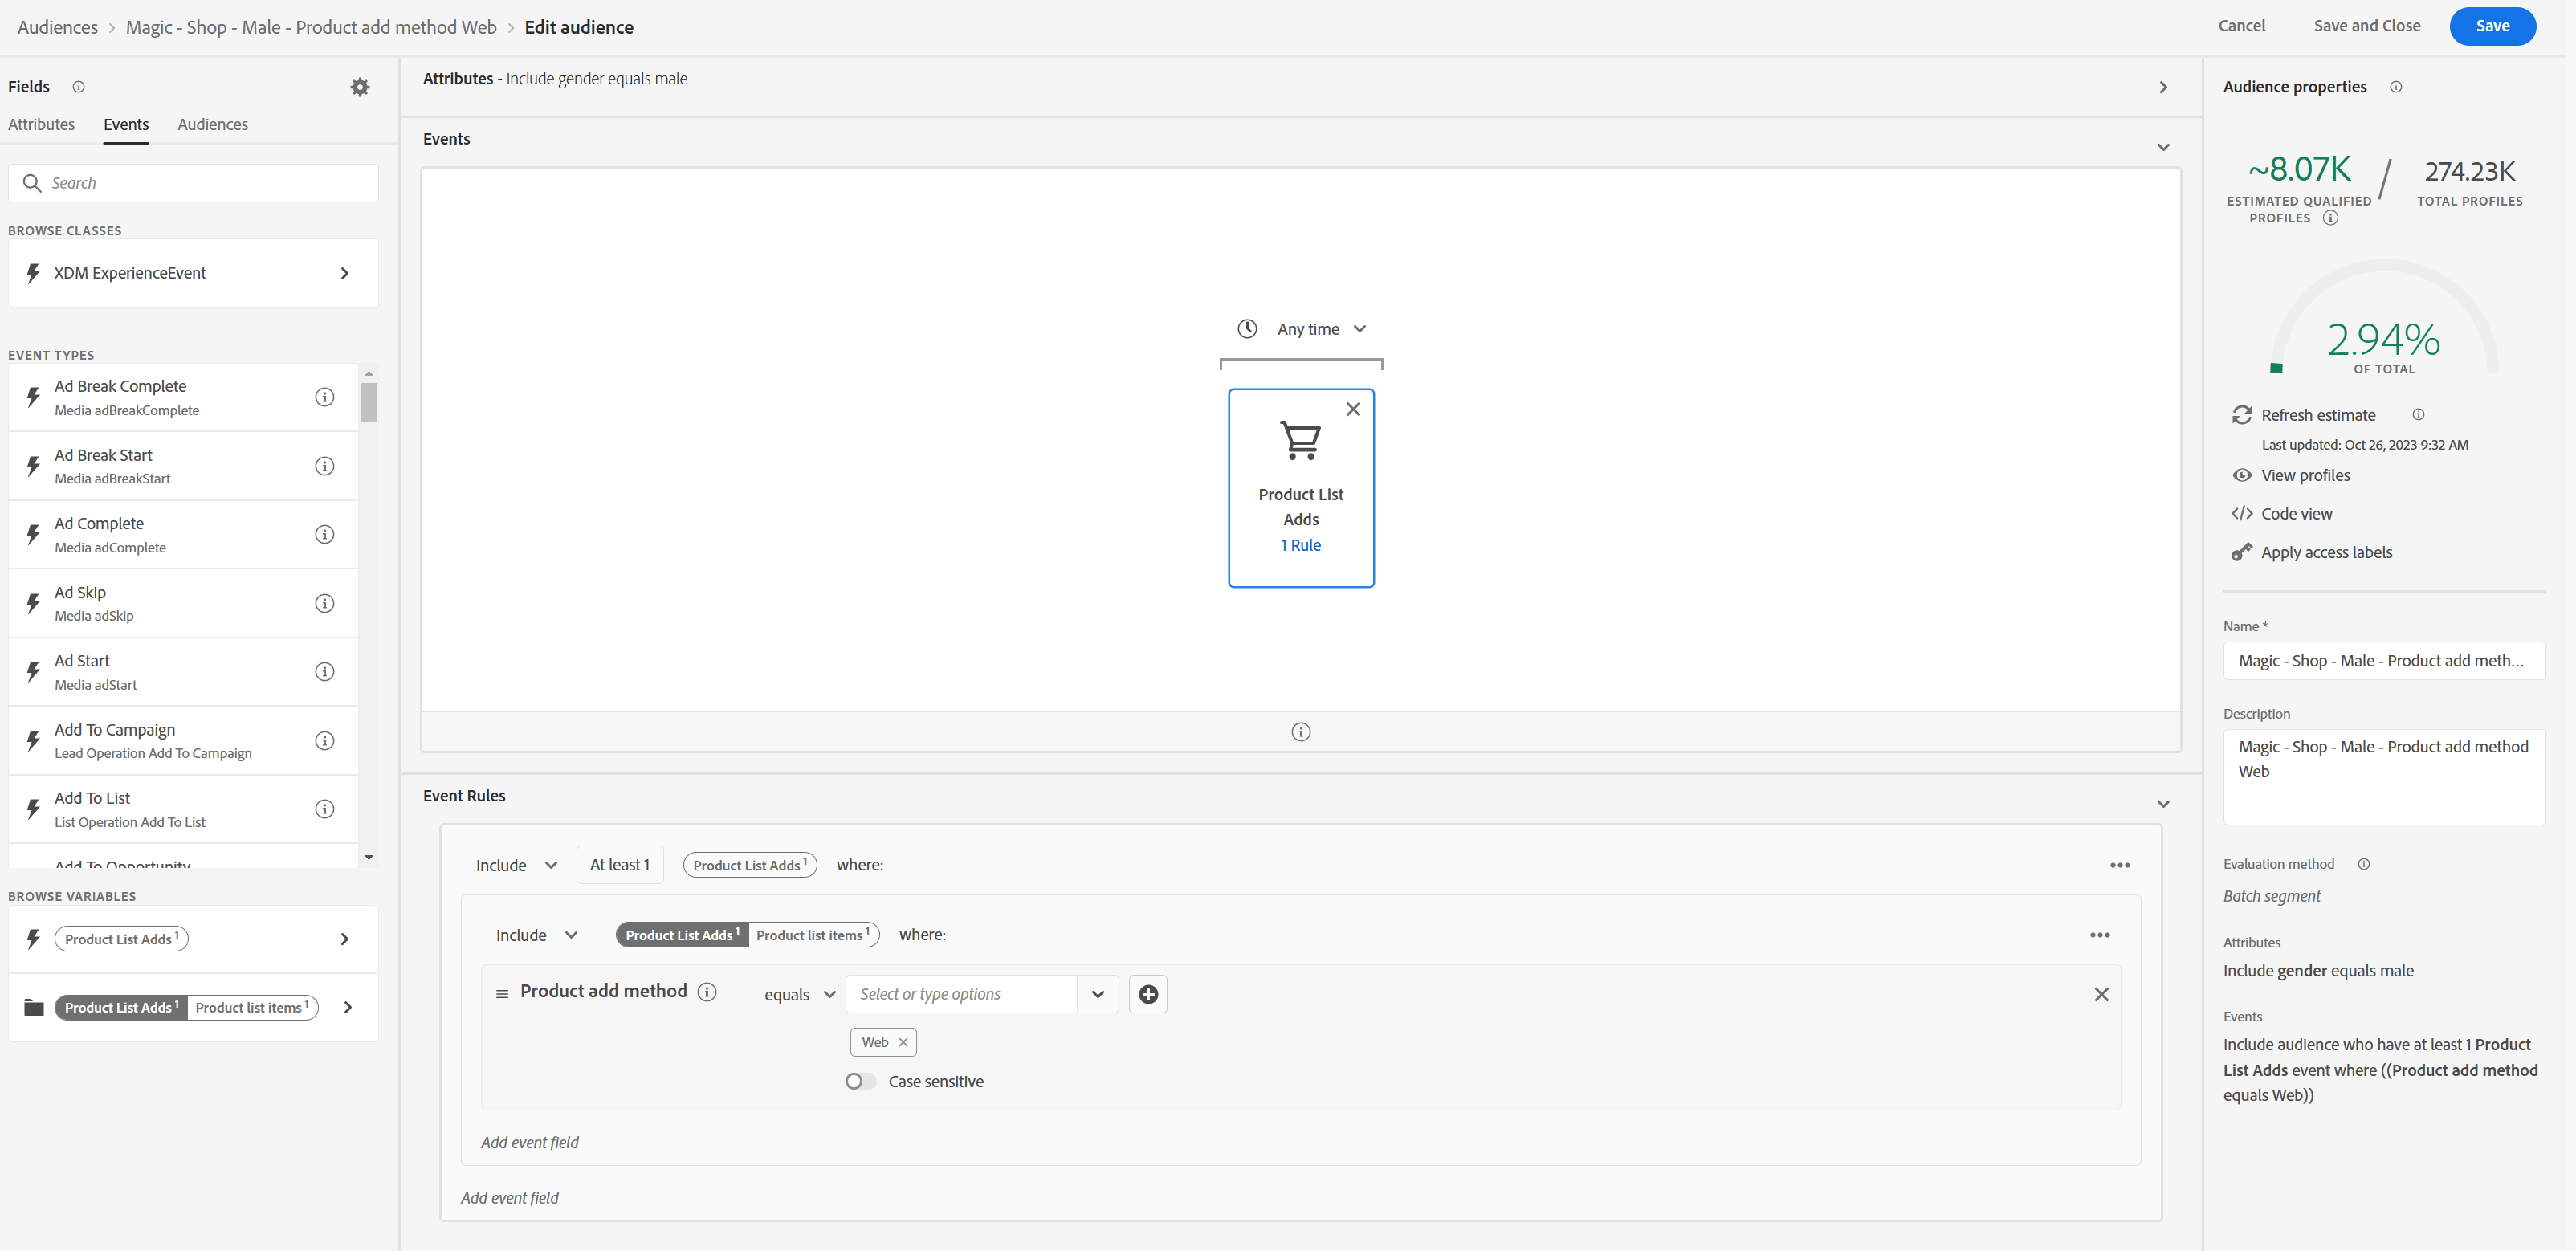 Audiences > Magic - Shop - Male - Product add method Web > Edit audience
Cancel
Save and Close
Save
Fields
Attributes
Events
Audiences
Search
BROWSE CLASSES
XDM ExperienceEvent
EVENT TYPES
Ad Break Complete
Media adBreakComplete
Ad Break Start
Media adBreakStart
Ad Complete
Media adComplete
Ad Skip
Media adSkip
Ad Start
Media adStart
Add To Campaign
Lead Operation Add To Campaign
Add To List
List Operation Add To List
Add To Opportunity
BROWSE VARIABLES
Product List Adds 1
Product List Adds 1 Product list items 1
Attributes - Include gender equals male
Events
Any time
Product List
Adds
1 Rule
Event Rules
Include At least 1 Product List Adds 1 where:
Include Product List Adds 1 Product list items 1 where:
Product add method equals Select or type options
Web
Case sensitive
Add event field
Add event field
Audience properties
~8.07K / 274.23K
ESTIMATED QUALIFIED
PROFILES
TOTAL PROFILES
2.94%
OF TOTAL
Refresh estimate
Last updated: Oct 26, 2023 9:32 AM
View profiles
Code view
Apply access labels
Name *
Magic - Shop - Male - Product add meth...
Description
Magic - Shop - Male - Product add method
Web
Evaluation method
Batch segment
Attributes
Include gender equals male
Events
Include audience who have at least 1 Product
List Adds event where ((Product add method
equals Web))